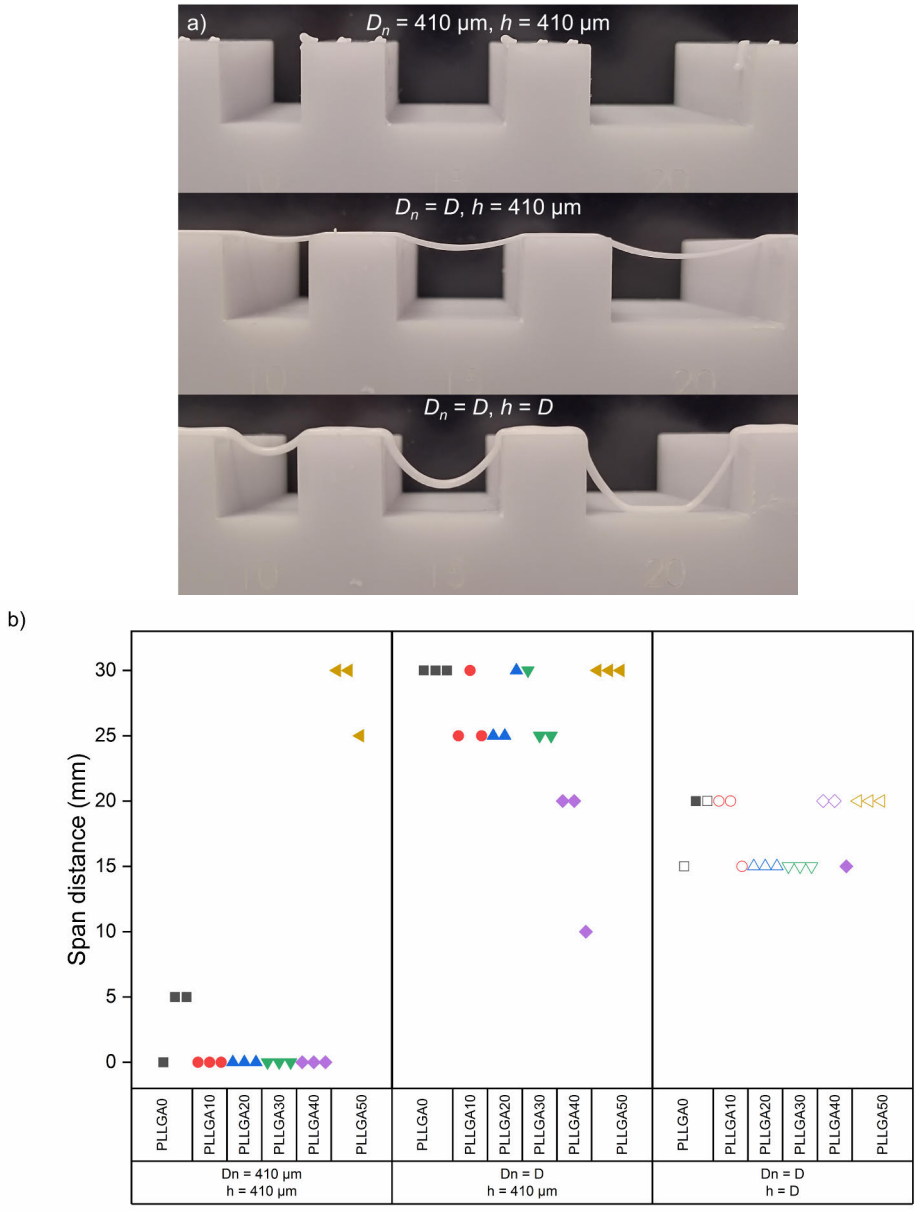 a)
Dₙ = 410 µm, h = 410 µm
20
Dₙ = D, h = 410 µm
10
20
Dₙ = D, h = D
10
20
b)
Span distance (mm)
30
25
20
15
10
5
0
PLLGA0 PLLGA10 PLLGA20 PLLGA30 PLLGA40 PLLGA50 PLLGA0 PLLGA10 PLLGA20 PLLGA30 PLLGA40 PLLGA50 PLLGA0 PLLGA10 PLLGA20 PLLGA30 PLLGA40 PLLGA50
Dn = 410 µm Dn = D Dn = D
h = 410 µm h = 410 µm h = D